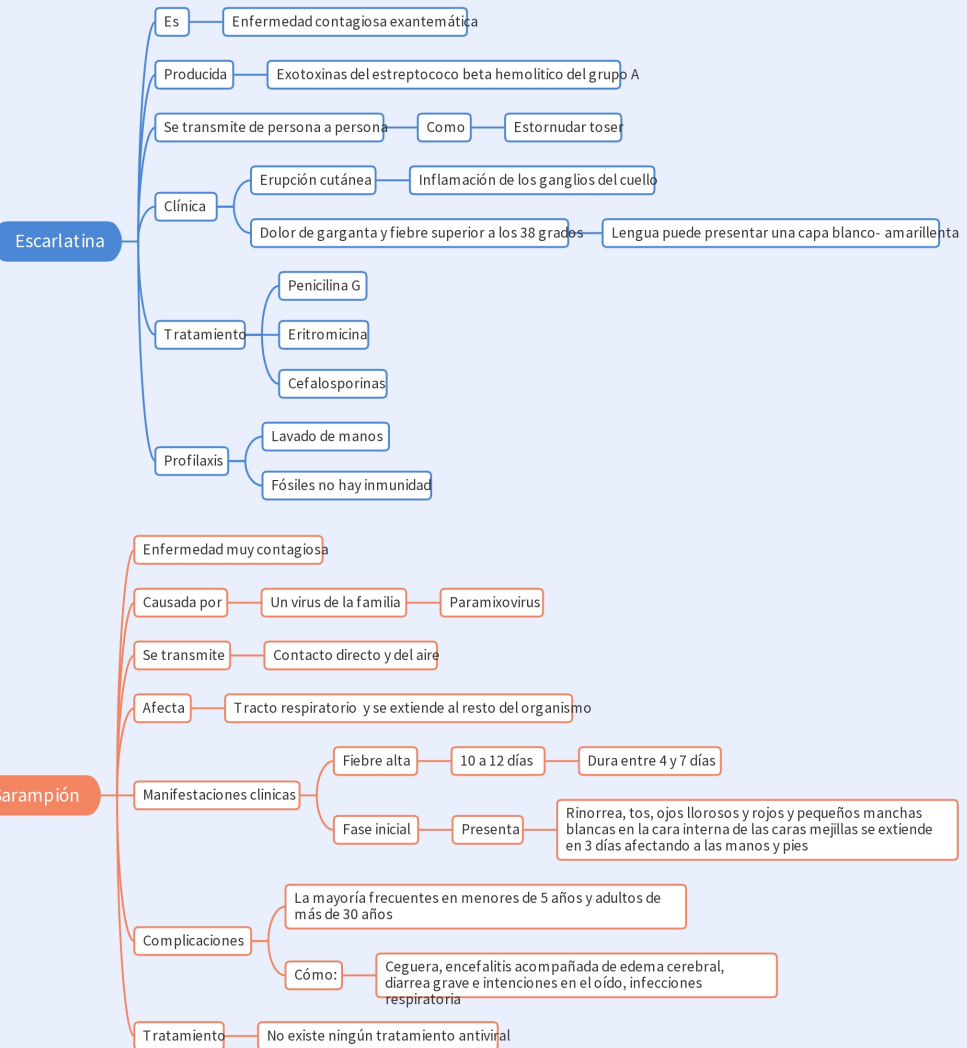 Es
Enfermedad contagiosa exantemática
Producida
Exotoxinas del estreptococo beta hemolitico del grupo A
Se transmite de persona a persona
Como
Estornudar toser
Clínica
Erupción cutánea
Inflamación de los ganglios del cuello
Dolor de garganta y fiebre superior a los 38 grados
Lengua puede presentar una capa blanco- amarillenta
Escarlatina
Tratamiento
Penicilina G
Eritromicina
Cefalosporinas
Profilaxis
Lavado de manos
Fósiles no hay inmunidad
Enfermedad muy contagiosa
Causada por
Un virus de la familia
Paramixovirus
Se transmite
Contacto directo y del aire
Afecta
Tracto respiratorio y se extiende al resto del organismo
Sarampión
Manifestaciones clinicas
Fiebre alta
10 a 12 días
Dura entre 4 y 7 días
Fase inicial
Presenta
Rinorrea, tos, ojos llorosos y rojos y pequeños manchas
blancas en la cara interna de las caras mejillas se extiende
en 3 días afectando a las manos y pies
Complicaciones
La mayoría frecuentes en menores de 5 años y adultos de
más de 30 años
Cómo:
Ceguera, encefalitis acompañada de edema cerebral,
diarrea grave e intenciones en el oído, infecciones
respiratoria
Tratamiento
No existe ningún tratamiento antiviral